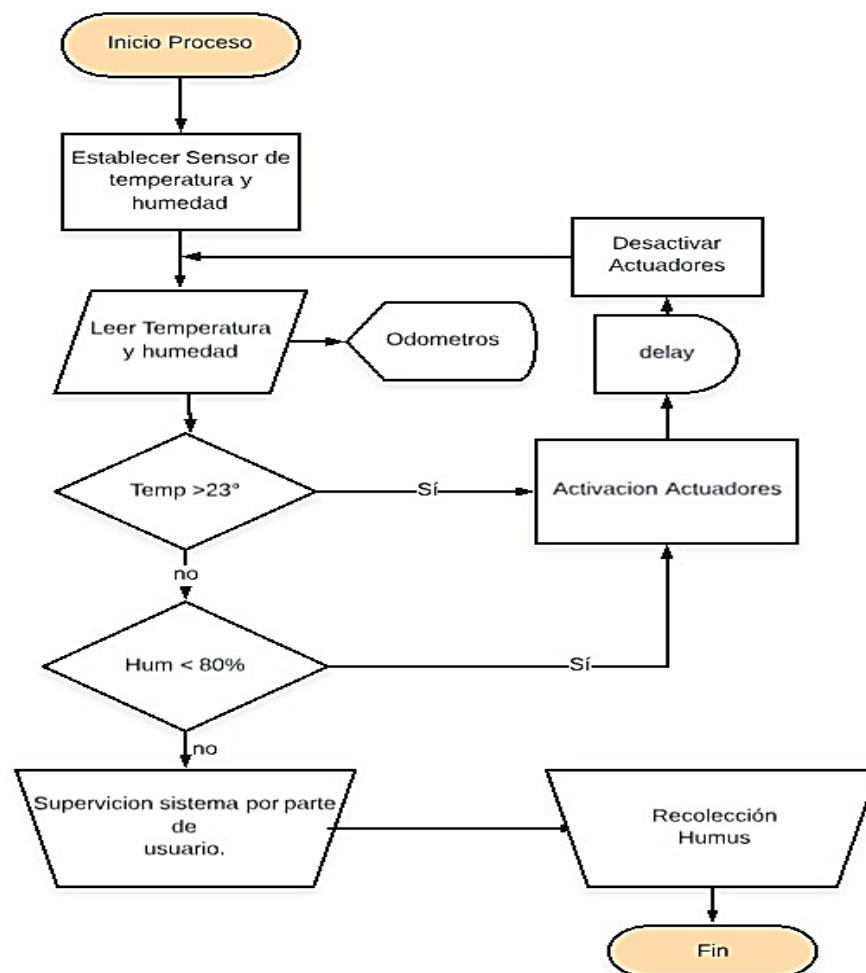 Inicio Proceso
Establecer Sensor de
temperatura y
humedad
Desactivar
Actuadores
Leer Temperatura
y humedad
Odometros
delay
Temp >23°
Sí
Activacion Actuadores
no
Hum < 80%
Sí
no
Supervicion sistema por parte
de
usuario.
Recolección
Humus
Fin